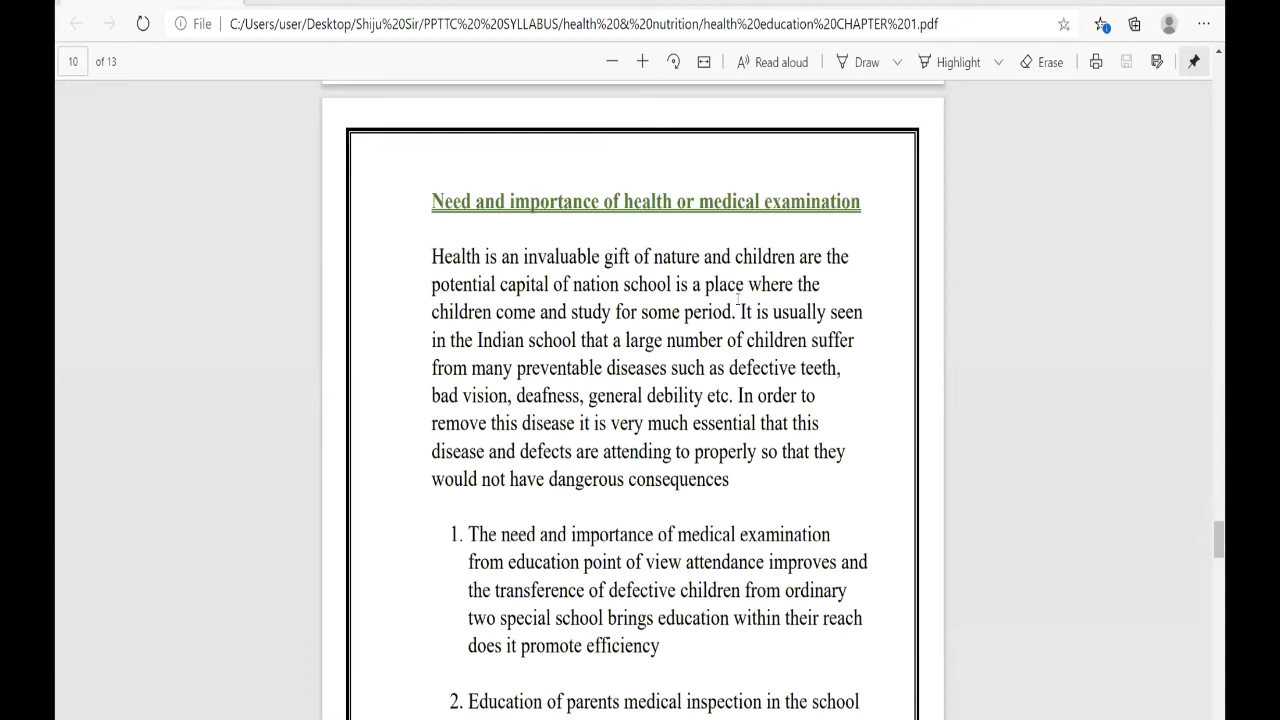 File C:/Users/user/Desktop/Shiju%20Sir/PPTTC%20%20SYLLABUS/health%20&%20nutrition/health%20education%20CHAPTER%201.pdf
10 of 13 Read aloud Draw Highlight Erase
Need and importance of health or medical examination
Health is an invaluable gift of nature and children are the
potential capital of nation school is a place where the
children come and study for some period. It is usually seen
in the Indian school that a large number of children suffer
from many preventable diseases such as defective teeth,
bad vision, deafness, general debility etc. In order to
remove this disease it is very much essential that this
disease and defects are attending to properly so that they
would not have dangerous consequences
1. The need and importance of medical examination
from education point of view attendance improves and
the transference of defective children from ordinary
two special school brings education within their reach
does it promote efficiency
2. Education of parents medical inspection in the school